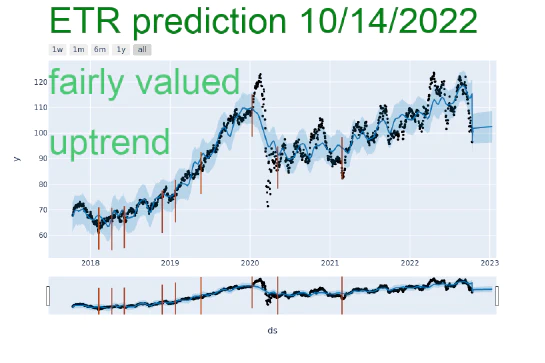 ETR prediction 10/14/2022
1w 1m 6m 1y all
fairly valued
uptrend
120
110
100
90
80
70
60
y
2018 2019 2020 2021 2022 2023
ds